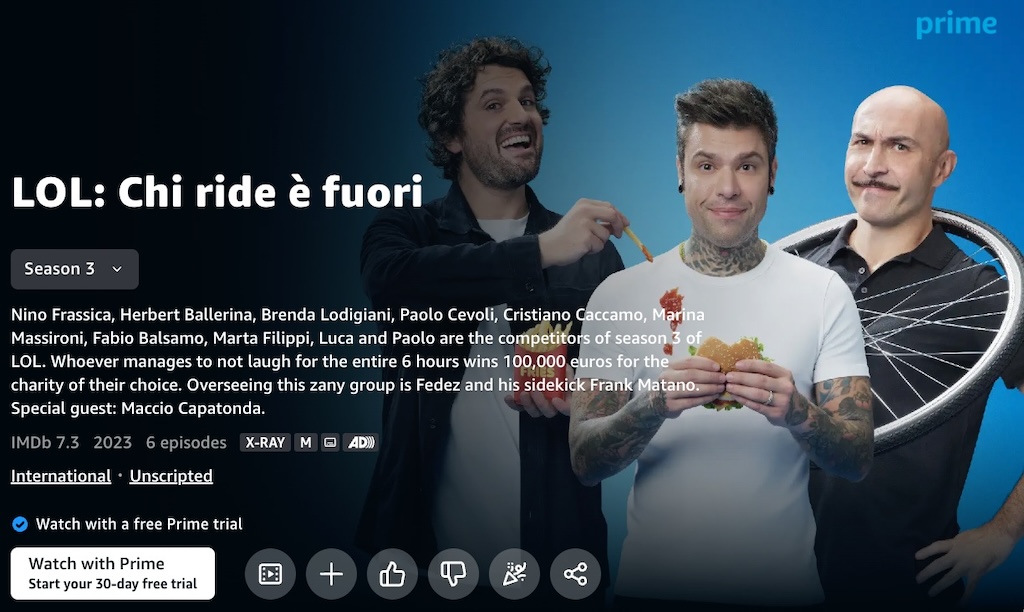 prime
LOL: Chi ride è fuori
Season 3
Nino Frassica, Herbert Ballerina, Brenda Lodigiani, Paolo Cevoli, Cristiano Caccamo, Marina
Massironi, Fabio Balsamo, Marta Filippi, Luca and Paolo are the competitors of season 3 of
LOL. Whoever manages to not laugh for the entire 6 hours wins 100,000 euros for the
charity of their choice. Overseeing this zany group is Fedez and his sidekick Frank Matano.
Special guest: Maccio Capatonda.
FRIES
IMDb 7.3 2023 6 episodes X-RAY M AD
International · Unscripted
Watch with a free Prime trial
Watch with Prime
Start your 30-day free trial